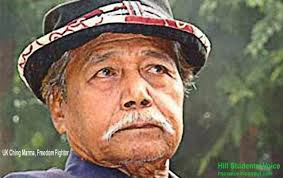 UK Ching Marma, Freedom Fighter
Hill Students Voice